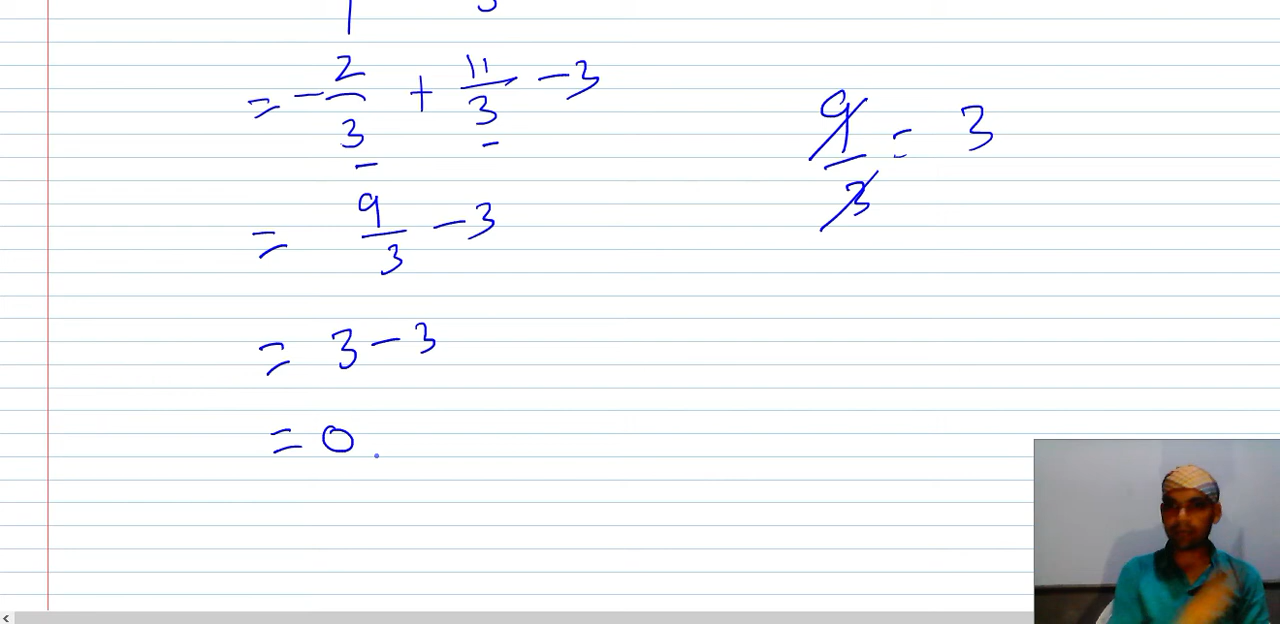 = -2/3 + 11/3 - 3
9/3 = 3
= 9/3 - 3
= 3 - 3
= 0.